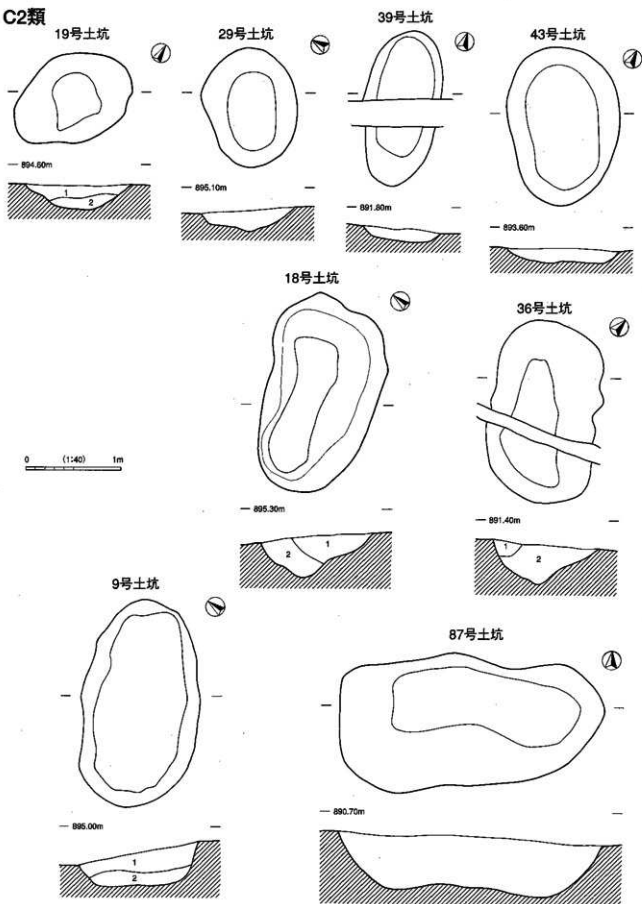 C2類
19号土坑
29号土坑
39号土坑
43号土坑
894.60m
1
2
895.10m
891.80m
893.60m
18号土坑
36号土坑
0 (1:40) 1m
895.30m
1
2
891.40m
1
2
9号土坑
87号土坑
895.00m
1
2
890.70m